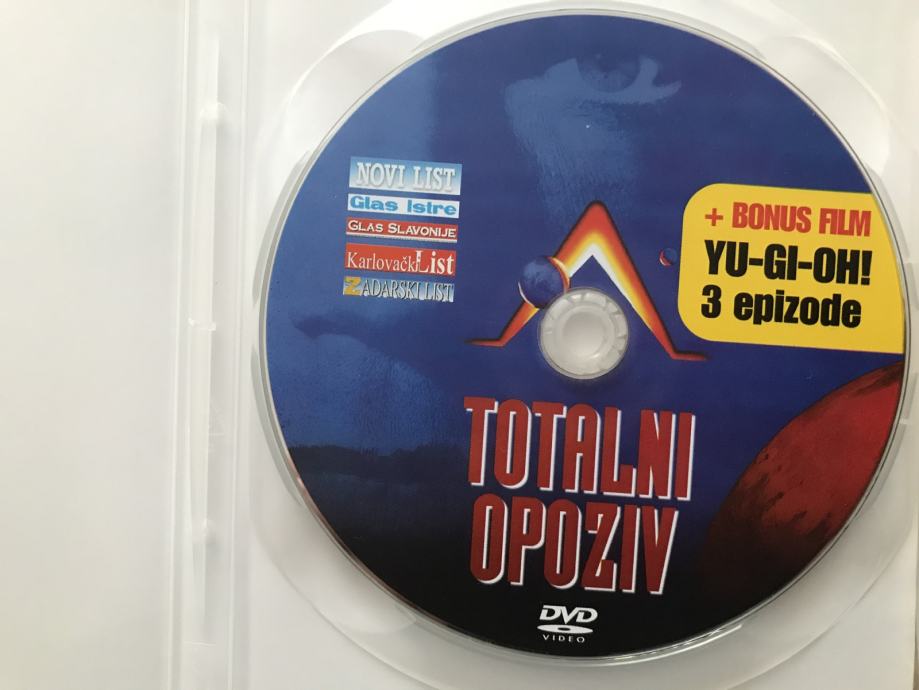 NOVI LIST
Glas Istre
GLAS SLAVONIJE
KarlovačkiList
ZADARSKI LIST
+ BONUS FILM
YU-GI-OH!
3 epizode
TOTALNI
OPOZIV
DVD
VIDEO